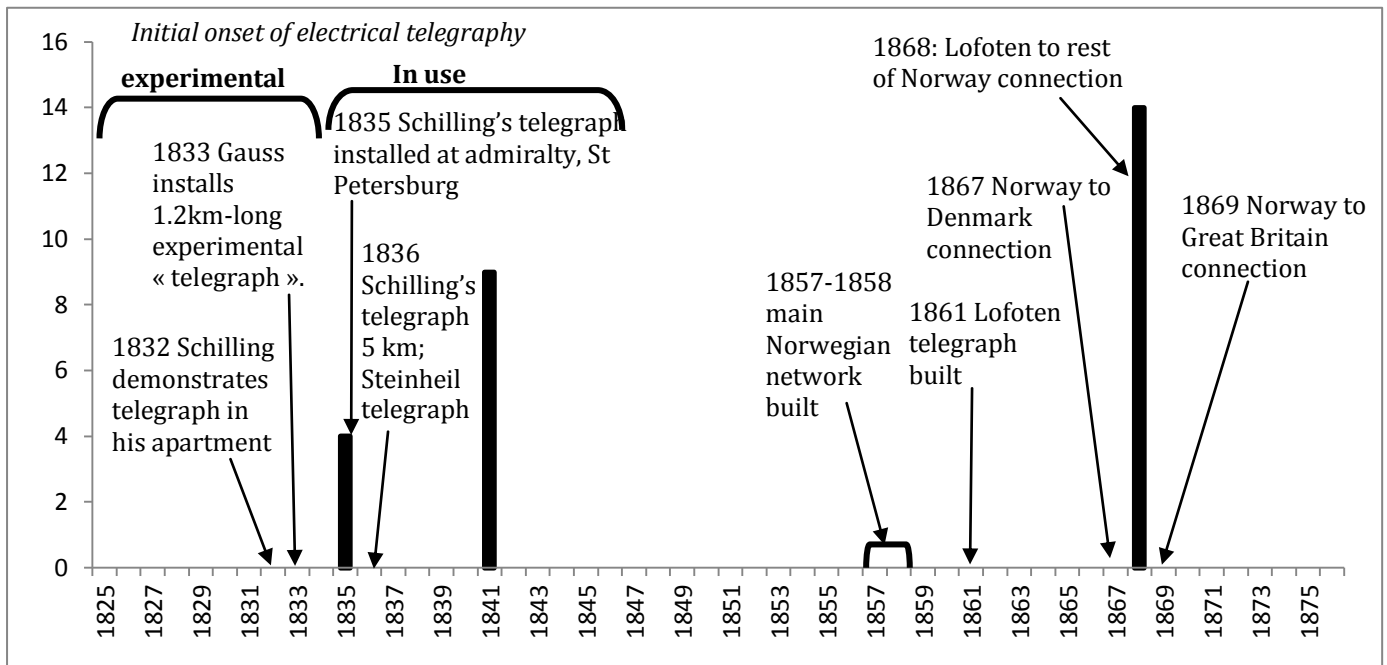 Initial onset of electrical telegraphy
experimental
In use
1833 Gauss
installs
1.2km-long
experimental
« telegraph ».
1832 Schilling
demonstrates
telegraph in
his apartment
1835 Schilling's telegraph
installed at admiralty, St
Petersburg
1836
Schilling's
telegraph
5 km;
Steinheil
telegraph
1857-1858
main
Norwegian
network
built
1861 Lofoten
telegraph
built
1867 Norway to
Denmark
connection
1868: Lofoten to rest
of Norway connection
1869 Norway to
Great Britain
connection
16
14
12
10
8
6
4
2
0
1825
1827
1829
1831
1833
1835
1837
1839
1841
1843
1845
1847
1849
1851
1853
1855
1857
1859
1861
1863
1865
1867
1869
1871
1873
1875